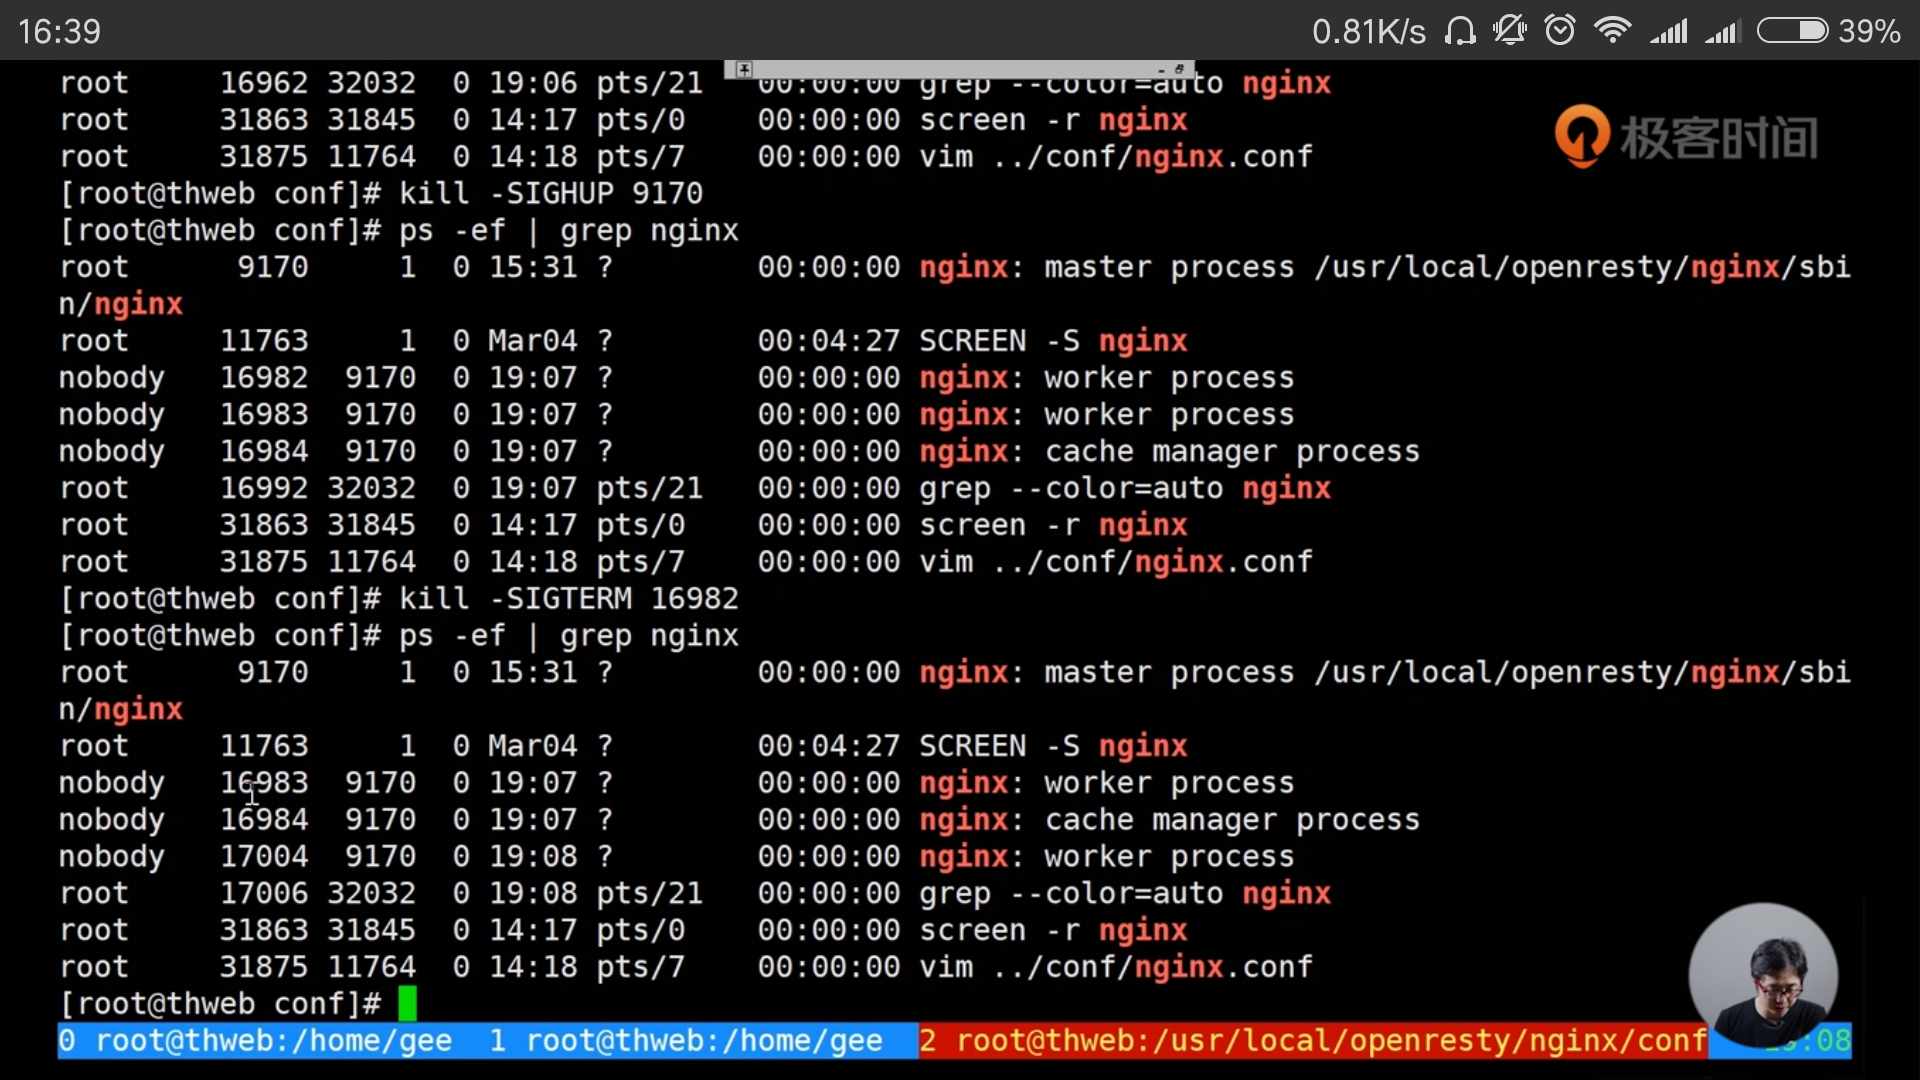 16:39 0.81K/s 39%
root 16962 32032 0 19:06 pts/21 00:00:00 grep --color=auto nginx
极客时间
root 31863 31845 0 14:17 pts/0 00:00:00 screen -r nginx
root 31875 11764 0 14:18 pts/7 00:00:00 vim ../conf/nginx.conf
[root@thweb conf]# kill -SIGHUP 9170
[root@thweb conf]# ps -ef | grep nginx
root 9170 1 0 15:31 ? 00:00:00 nginx: master process /usr/local/openresty/nginx/sbi
n/nginx
root 11763 1 0 Mar04 ? 00:04:27 SCREEN -S nginx
nobody 16982 9170 0 19:07 ? 00:00:00 nginx: worker process
nobody 16983 9170 0 19:07 ? 00:00:00 nginx: worker process
nobody 16984 9170 0 19:07 ? 00:00:00 nginx: cache manager process
root 16992 32032 0 19:07 pts/21 00:00:00 grep --color=auto nginx
root 31863 31845 0 14:17 pts/0 00:00:00 screen -r nginx
root 31875 11764 0 14:18 pts/7 00:00:00 vim ../conf/nginx.conf
[root@thweb conf]# kill -SIGTERM 16982
[root@thweb conf]# ps -ef | grep nginx
root 9170 1 0 15:31 ? 00:00:00 nginx: master process /usr/local/openresty/nginx/sbi
n/nginx
root 11763 1 0 Mar04 ? 00:04:27 SCREEN -S nginx
nobody 16983 9170 0 19:07 ? 00:00:00 nginx: worker process
nobody 16984 9170 0 19:07 ? 00:00:00 nginx: cache manager process
nobody 17004 9170 0 19:08 ? 00:00:00 nginx: worker process
root 17006 32032 0 19:08 pts/21 00:00:00 grep --color=auto nginx
root 31863 31845 0 14:17 pts/0 00:00:00 screen -r nginx
root 31875 11764 0 14:18 pts/7 00:00:00 vim ../conf/nginx.conf
[root@thweb conf]#
0 root@thweb:/home/gee 1 root@thweb:/home/gee 2 root@thweb:/usr/local/openresty/nginx/conf